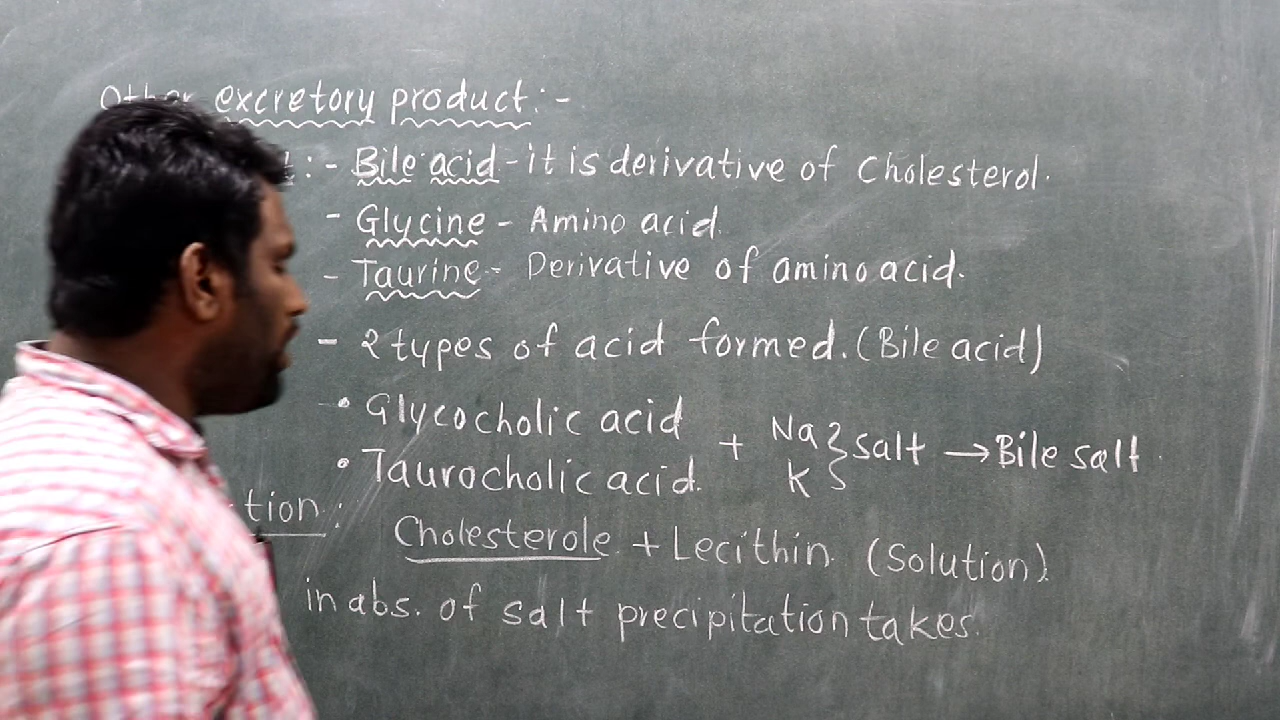 Other excretory product:-
:- Bile acid - it is derivative of Cholesterol.
- Glycine - Amino acid.
- Taurine - Derivative of amino acid.
- 2 types of acid formed. (Bile acid)
• Glycocholic acid
• Taurocholic acid.
+ Na K } salt → Bile salt
tion: Cholesterole + Lecithin (Solution)
in abs. of salt precipitation takes.